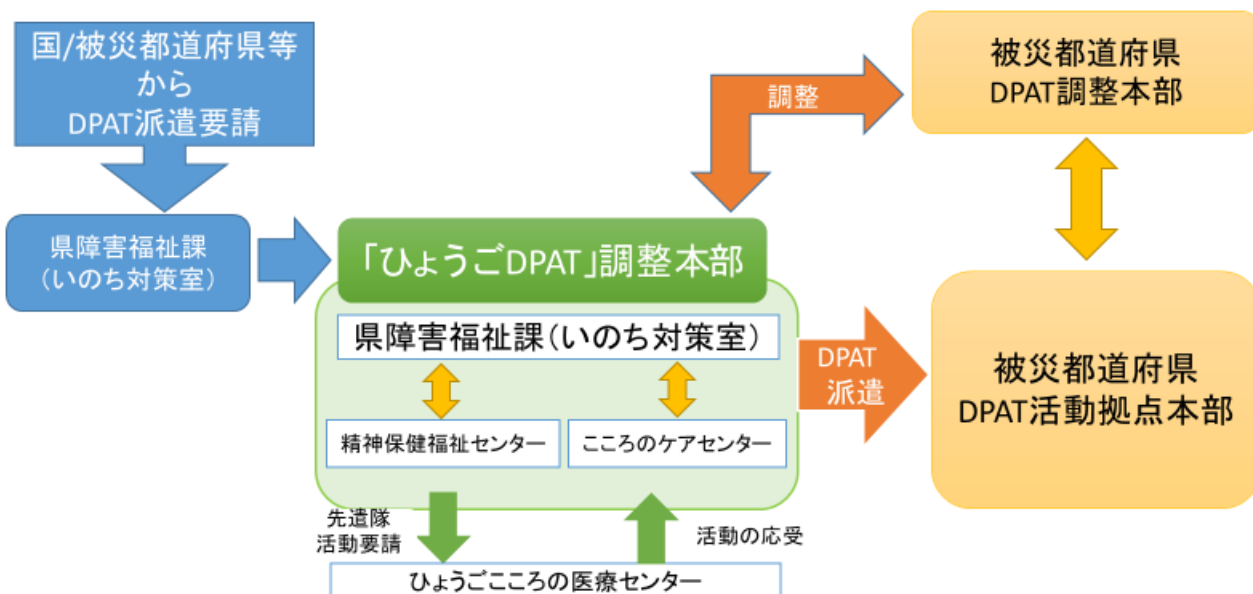 国/被災都道府県等
から
DPAT派遣要請
県障害福祉課
(いのち対策室)
「ひょうごDPAT」調整本部
県障害福祉課(いのち対策室)
精神保健福祉センター
こころのケアセンター
先遣隊
活動要請
活動の応受
ひょうごこころの医療センター
調整
DPAT
派遣
被災都道府県
DPAT調整本部
被災都道府県
DPAT活動拠点本部